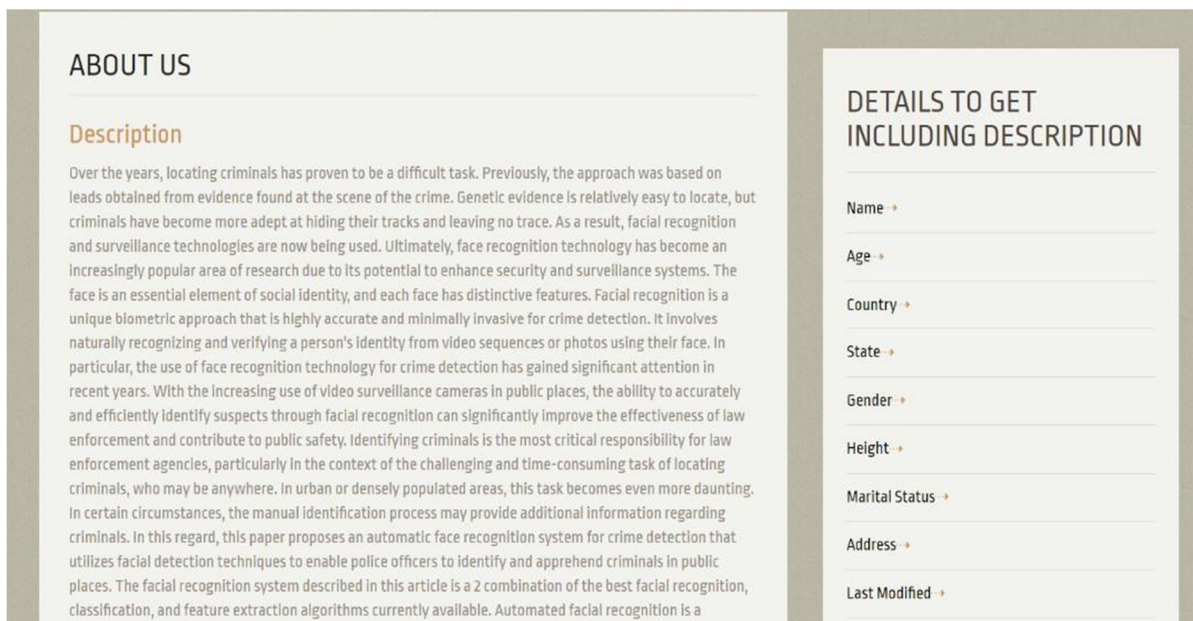 ABOUT US
Description
Over the years, locating criminals has proven to be a difficult task. Previously, the approach was based on
leads obtained from evidence found at the scene of the crime. Genetic evidence is relatively easy to locate, but
criminals have become more adept at hiding their tracks and leaving no trace. As a result, facial recognition
and surveillance technologies are now being used. Ultimately, face recognition technology has become an
increasingly popular area of research due to its potential to enhance security and surveillance systems. The
face is an essential element of social identity, and each face has distinctive features. Facial recognition is a
unique biometric approach that is highly accurate and minimally invasive for crime detection. It involves
naturally recognizing and verifying a person's identity from video sequences or photos using their face. In
particular, the use of face recognition technology for crime detection has gained significant attention in
recent years. With the increasing use of video surveillance cameras in public places, the ability to accurately
and efficiently identify suspects through facial recognition can significantly improve the effectiveness of law
enforcement and contribute to public safety. Identifying criminals is the most critical responsibility for law
enforcement agencies, particularly in the context of the challenging and time-consuming task of locating
criminals, who may be anywhere. In urban or densely populated areas, this task becomes even more daunting.
In certain circumstances, the manual identification process may provide additional information regarding
criminals. In this regard, this paper proposes an automatic face recognition system for crime detection that
utilizes facial detection techniques to enable police officers to identify and apprehend criminals in public
places. The facial recognition system described in this article is a 2 combination of the best facial recognition,
classification, and feature extraction algorithms currently available. Automated facial recognition is a
DETAILS TO GET
INCLUDING DESCRIPTION
Name
Age
Country
State
Gender
Height
Marital Status
Address
Last Modified